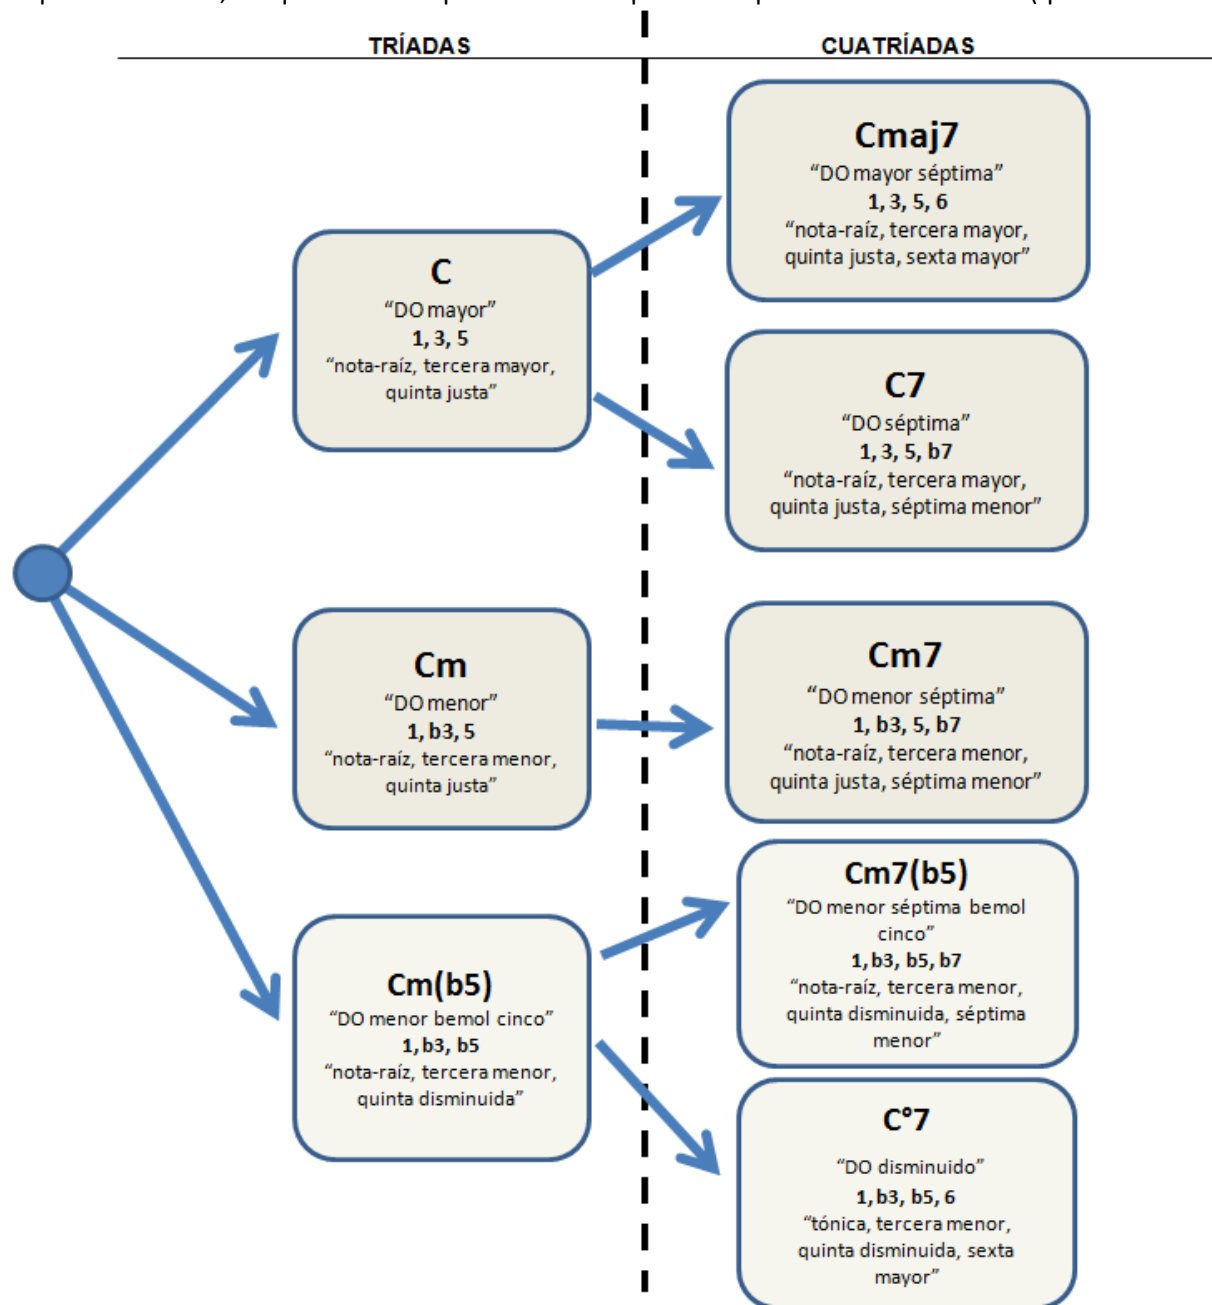 TRÍADAS
CUATRÍADAS
Cmaj7
“DO mayor séptima”
1, 3, 5, 6
“nota-raíz, tercera mayor,
quinta justa, sexta mayor”
C
“DO mayor”
1, 3, 5
“nota-raíz, tercera mayor,
quinta justa”
C7
“DO séptima”
1, 3, 5, b7
“nota-raíz, tercera mayor,
quinta justa, séptima menor”
Cm
“DO menor”
1, b3, 5
“nota-raíz, tercera menor,
quinta justa”
Cm7
“DO menor séptima”
1, b3, 5, b7
“nota-raíz, tercera menor,
quinta justa, séptima menor”
Cm(b5)
“DO menor bemol cinco”
1, b3, b5
“nota-raíz, tercera menor,
quinta disminuida”
Cm7(b5)
“DO menor séptima bemol
cinco”
1, b3, b5, b7
“nota-raíz, tercera menor,
quinta disminuida, séptima
menor”
C°7
“DO disminuido”
1, b3, b5, 6
“tónica, tercera menor,
quinta disminuida, sexta
mayor”